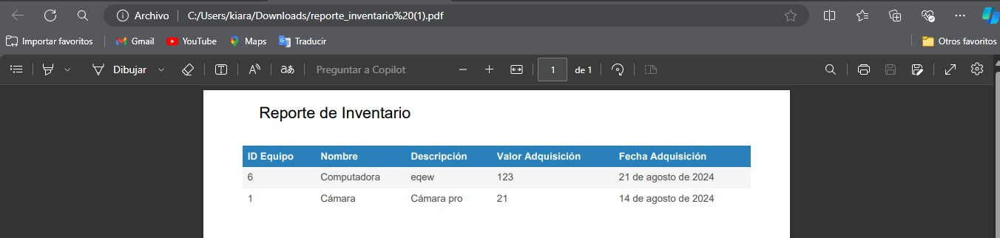 Archivo C:/Users/kiara/Downloads/reporte_inventario%20(1).pdf
Importar favoritos Gmail YouTube Maps Traducir Otros favoritos
Dibujar T A aあ Preguntar a Copilot 1 de 1
Reporte de Inventario
ID Equipo Nombre Descripción Valor Adquisición Fecha Adquisición
6 Computadora eqew 123 21 de agosto de 2024
1 Cámara Cámara pro 21 14 de agosto de 2024